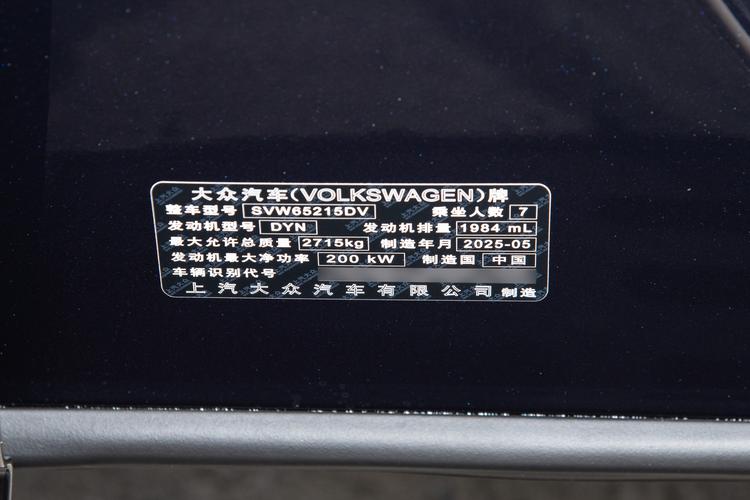 大众汽车(VOLKSWAGEN)牌
整车型号 SVW65215DV 乘坐人数 7
发动机型号 DYN 发动机排量 1984 mL
最大允许总质量 2715kg 制造年月 2025-05
发动机最大净功率 200 kW 制造国 中国
车辆识别代号
上汽大众汽车有限公司 制造